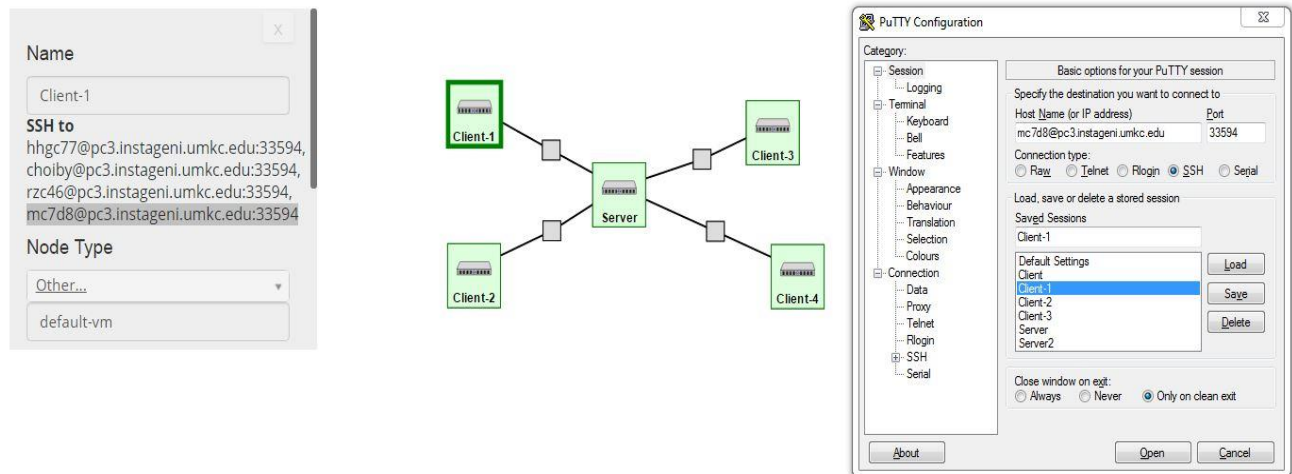 X
Name
Client-1
SSH to
hhgc77@pc3.instageni.umkc.edu:33594,
choiby@pc3.instageni.umkc.edu:33594,
rzc46@pc3.instageni.umkc.edu:33594,
mc7d8@pc3.instageni.umkc.edu:33594
Node Type
Other...
default-vm
Client-1
Client-3
Server
Client-2
Client-4
PuTTY Configuration
Category:
Session
Logging
Terminal
Keyboard
Bell
Features
Window
Appearance
Behaviour
Translation
Selection
Colours
Connection
Data
Proxy
Telnet
Rlogin
SSH
Serial
Basic options for your PuTTY session
Specify the destination you want to connect to
Host Name (or IP address) Port
mc7d8@pc3.instageni.umkc.edu 33594
Connection type:
Raw Telnet Rlogin SSH Serial
Load, save or delete a stored session
Saved Sessions
Client-1
Default Settings
Client
Client-1
Client-2
Client-3
Server
Server2
Load
Save
Delete
Close window on exit:
Always Never Only on clean exit
About Open Cancel